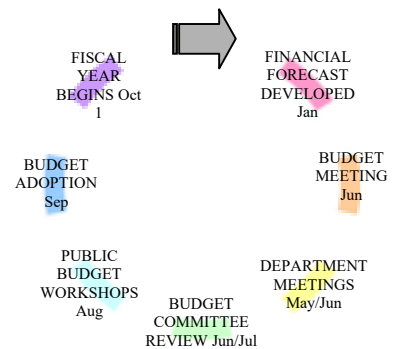 FISCAL
YEAR
BEGINS Oct
1
FINANCIAL
FORECAST
DEVELOPED
Jan
BUDGET
MEETING
Jun
DEPARTMENT
MEETINGS
May/Jun
BUDGET
COMMITTEE
REVIEW Jun/Jul
PUBLIC
BUDGET
WORKSHOPS
Aug
BUDGET
ADOPTION
Sep